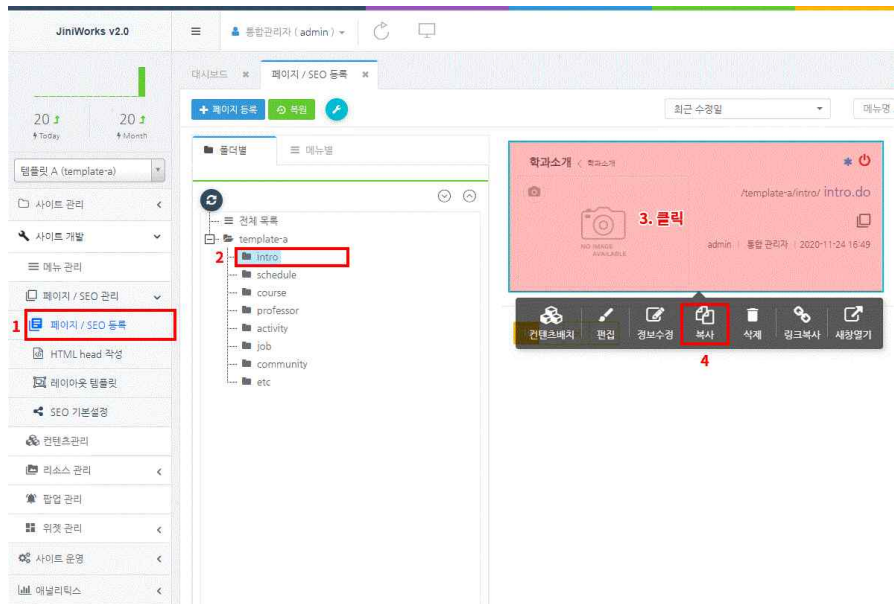 JiniWorks v2.0
통합관리자 ( admin )
대시보드
페이지 / SEO 등록
20
20
Today
Month
페이지 등록
복원
최근 수정일
메뉴명
템플릿 A (template-a)
폴더별
메뉴별
사이트 관리
사이트 개발
메뉴 관리
페이지 / SEO 관리
1
페이지 / SEO 등록
HTML head 작성
레이아웃 템플릿
SEO 기본설정
컨텐츠관리
리소스 관리
팝업 관리
위젯 관리
사이트 운영
애널리틱스
전체 목록
template-a
2
intro
schedule
course
professor
activity
job
community
etc
학과소개 < 학과소개
/template-a/intro/ intro.do
3. 클릭
NO IMAGE
AVAILABLE
admin | 통합 관리자 | 2020-11-24 16:49
컨텐츠배치
편집
정보수정
복사
삭제
링크복사
새창열기
4